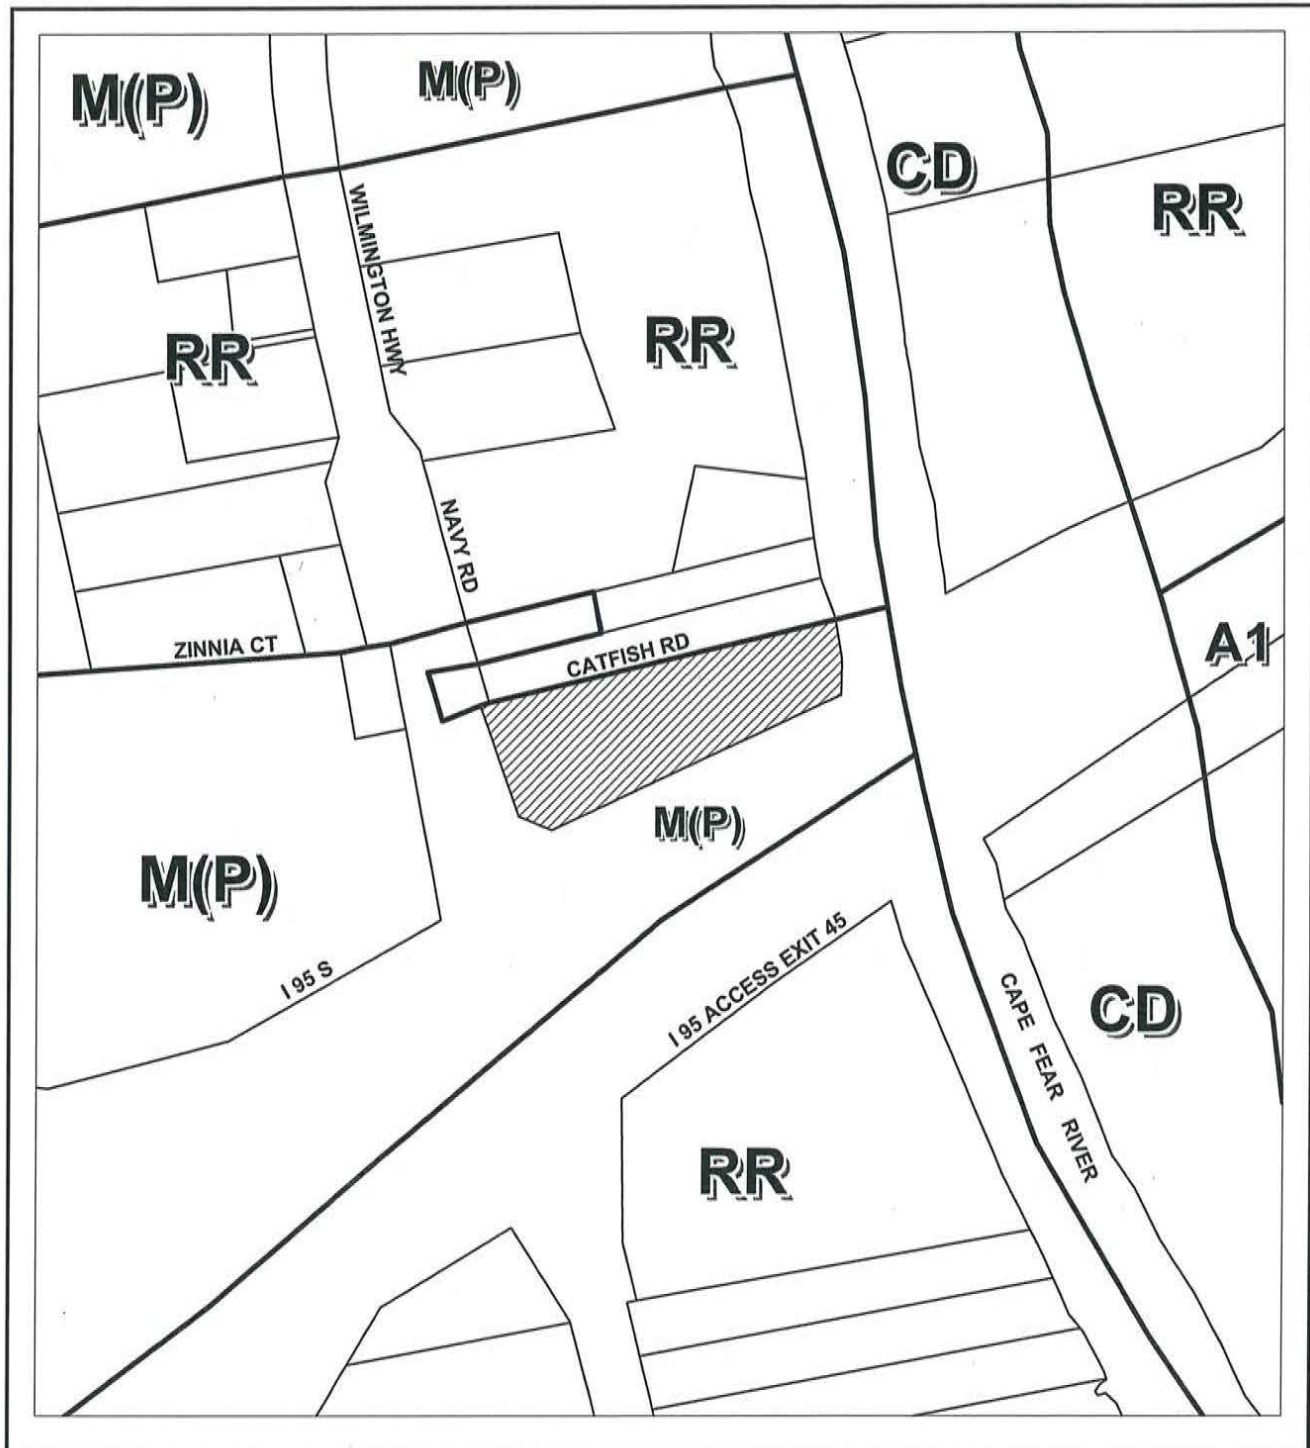 M(P)
M(P)
CD
RR
WILMINGTON HWY
RR
RR
NAVY RD
ZINNIA CT
CATFISH RD
A1
M(P)
M(P)
I 95 S
I 95 ACCESS EXIT 45
CD
CAPE FEAR RIVER
RR